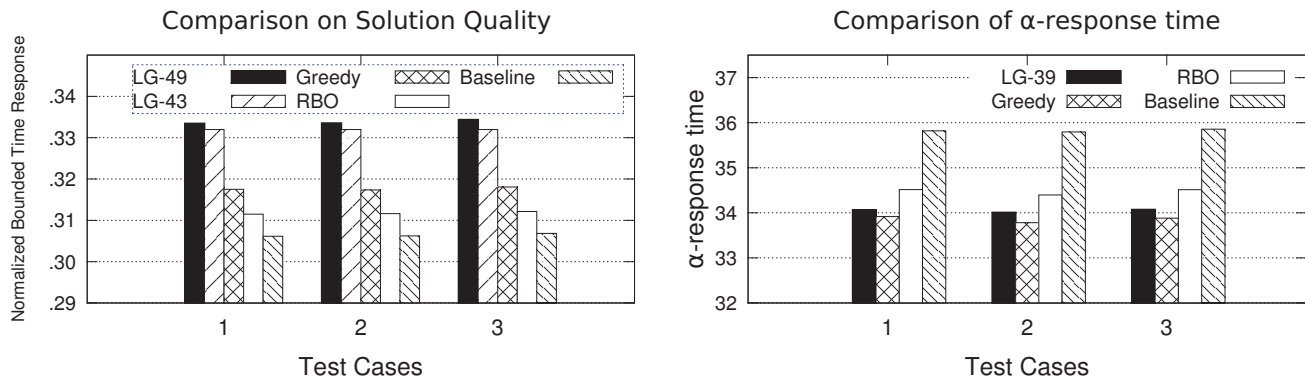 Comparison on Solution Quality
Normalized Bounded Time Response
LG-49 Greedy Baseline
LG-43 RBO
.34
.33
.32
.31
.30
.29
1 2 3
Test Cases
Comparison of α-response time
α-response time
LG-39 RBO
Greedy Baseline
37
36
35
34
33
32
1 2 3
Test Cases